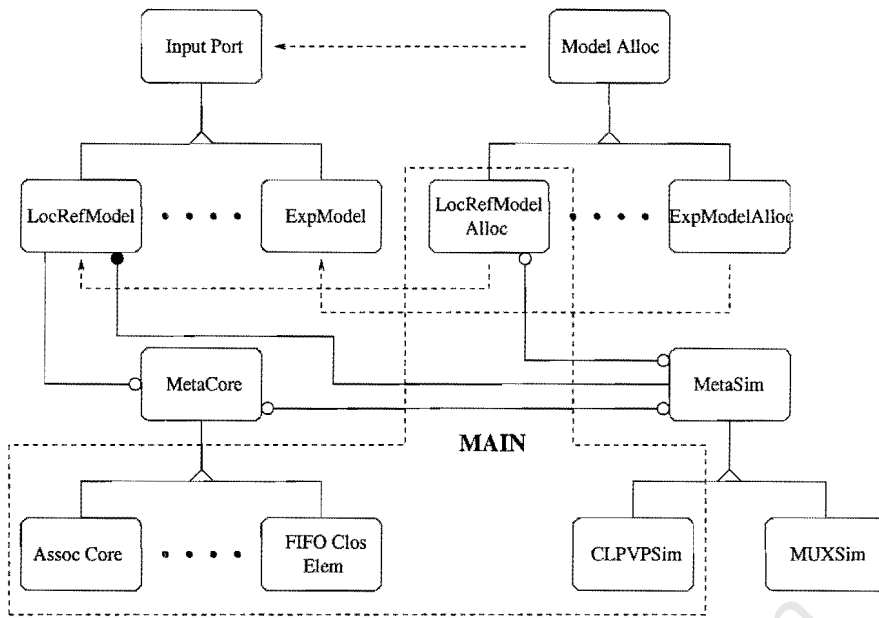 Input Port
Model Alloc
LocRefModel
ExpModel
LocRefModel
Alloc
ExpModelAlloc
MetaCore
MetaSim
MAIN
Assoc Core
FIFO Clos
Elem
CLPVPSim
MUXSim